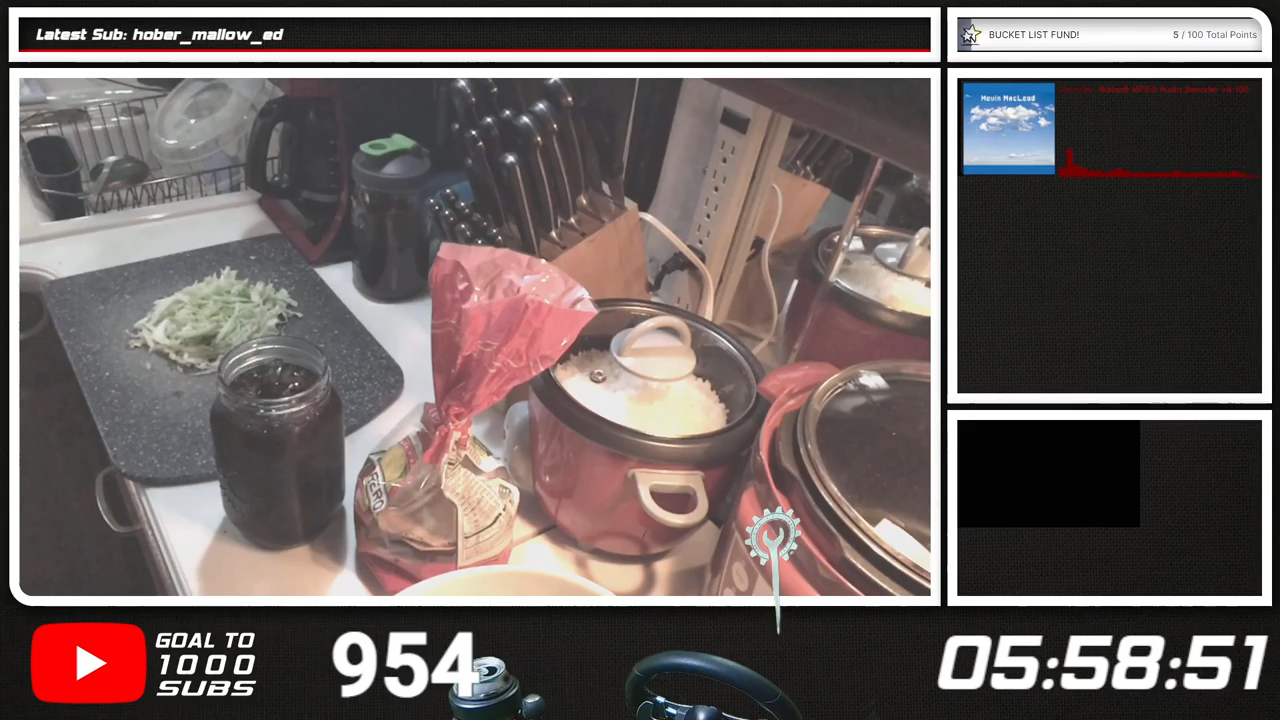 Latest Sub: hober_mallow_ed
BUCKET LIST FUND!
5 / 100 Total Points
Kevin MacLeod
ERO
GOAL TO
1000
SUBS
954
05:58:51